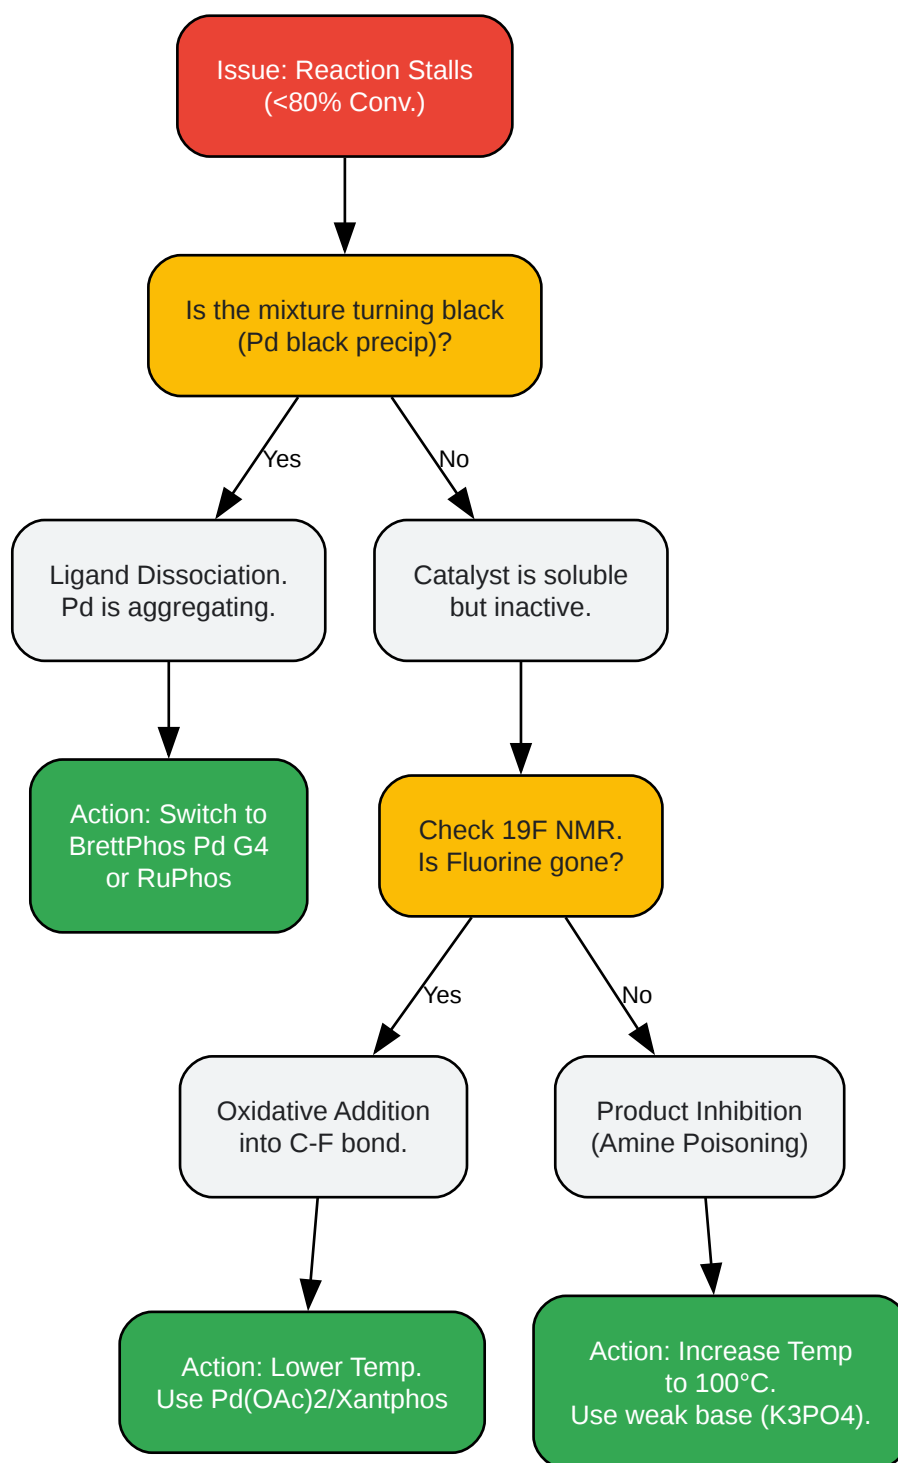 Issue: Reaction Stalls
(<80% Conv.)
Is the mixture turning black
(Pd black precip)?
Yes
No
Ligand Dissociation.
Pd is aggregating.
Catalyst is soluble
but inactive.
Action: Switch to
BrettPhos Pd G4
or RuPhos
Check 19F NMR.
Is Fluorine gone?
Yes
No
Oxidative Addition
into C-F bond.
Product Inhibition
(Amine Poisoning)
Action: Lower Temp.
Use Pd(OAc)2/Xantphos
Action: Increase Temp
to 100°C.
Use weak base (K3PO4).